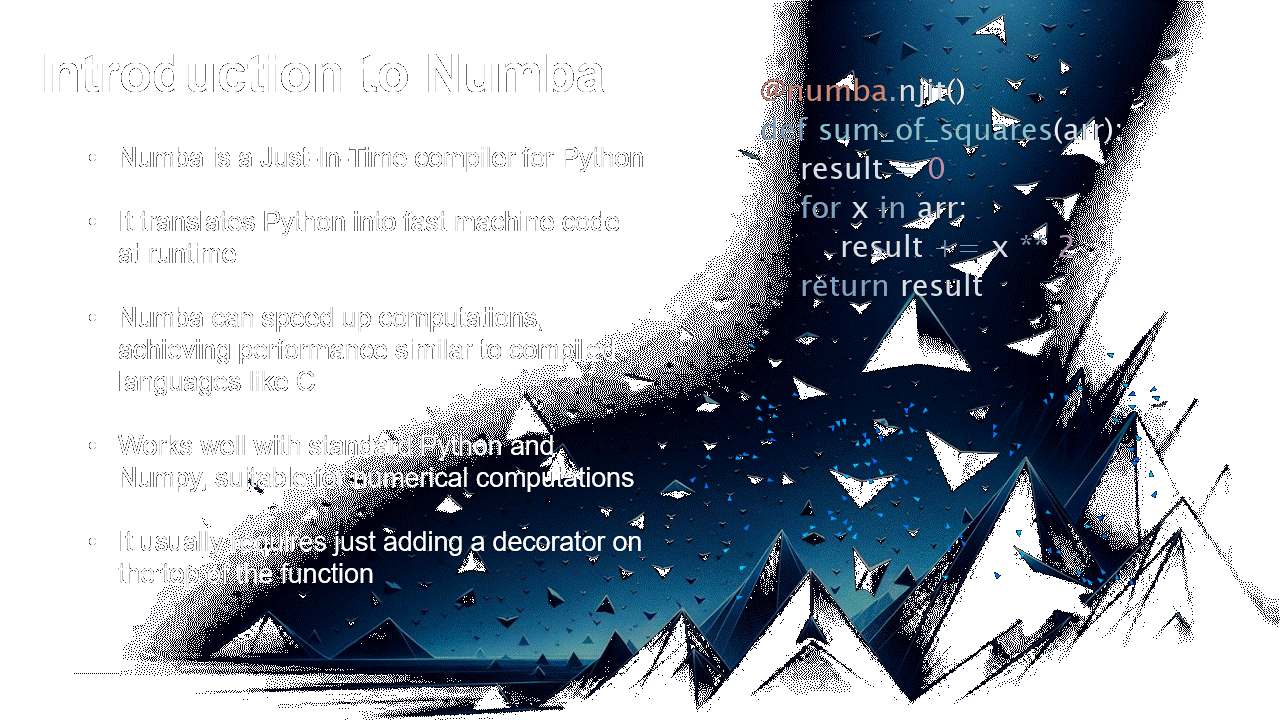 Introduction to Numba
• Numba is a Just-In-Time compiler for Python
• It translates Python into fast machine code
at runtime
• Numba can speed up computations,
achieving performance similar to compiled
languages like C
• Works well with standard Python and
Numpy, suitable for numerical computations
• It usually requires just adding a decorator on
the top of the function
@numba.njit()
def sum_of_squares(arr):
result = 0
for x in arr:
result += x ** 2
return result